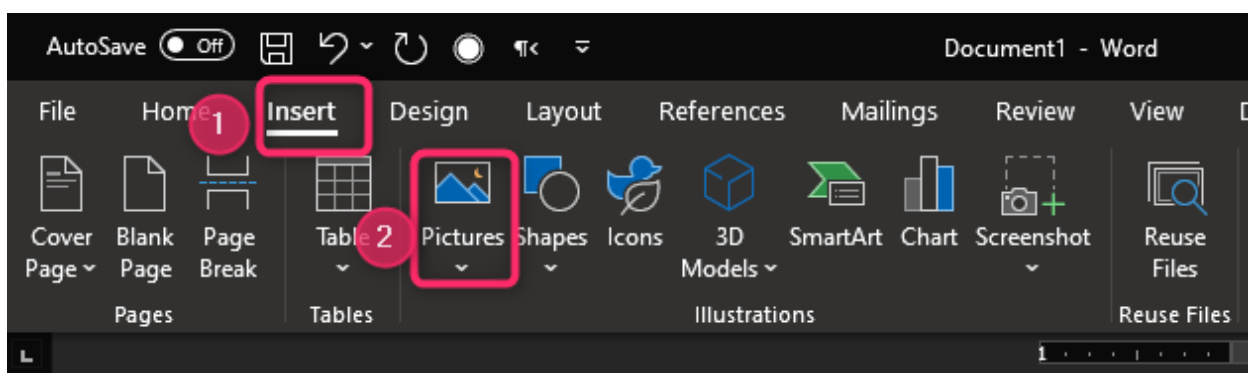 AutoSave Off Document1 - Word
File Home Insert Design Layout References Mailings Review View D
1
Cover Page Blank Page Page Break Table Pictures Shapes Icons 3D Models SmartArt Chart Screenshot Reuse Files
2
Pages Tables Illustrations Reuse Files
L 1